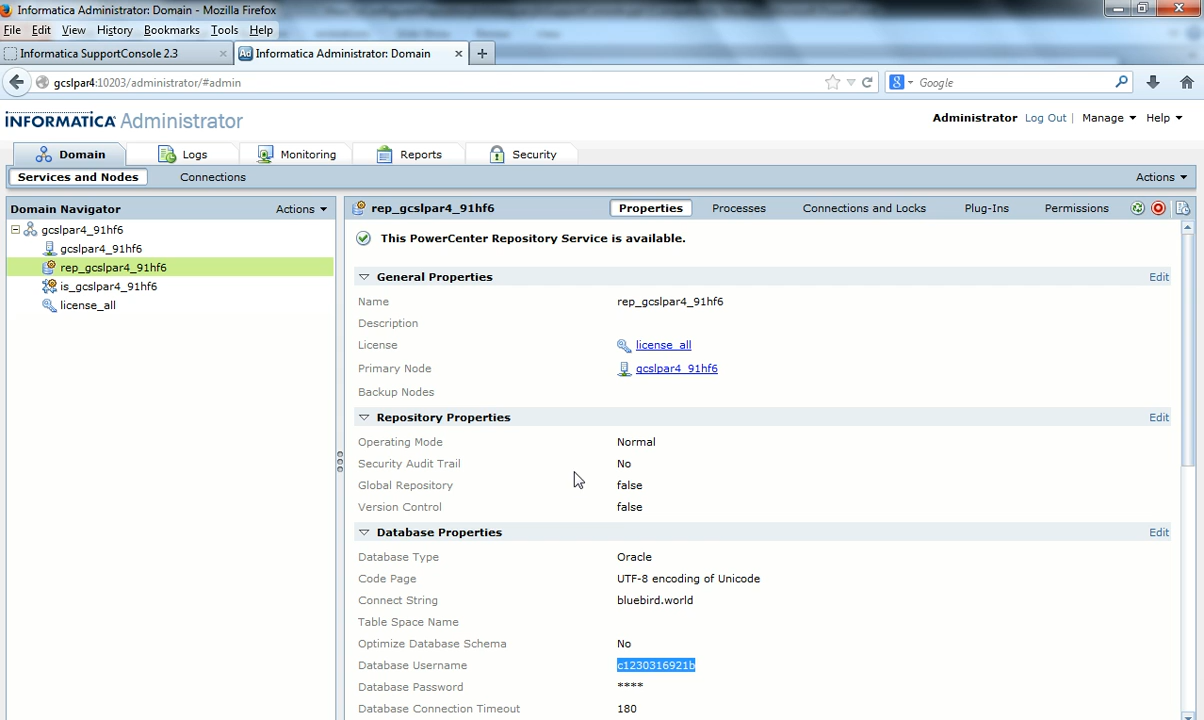 Informatica Administrator: Domain - Mozilla Firefox
File Edit View History Bookmarks Tools Help
Informatica SupportConsole 2.3
Ad Informatica Administrator: Domain
gcslpar4:10203/administrator/#admin
Google
INFORMATICA Administrator
Administrator Log Out | Manage Help
Domain Logs Monitoring Reports Security
Services and Nodes Connections Actions
Domain Navigator Actions
gcslpar4_91hf6
gcslpar4_91hf6
rep_gcslpar4_91hf6
is_gcslpar4_91hf6
license_all
rep_gcslpar4_91hf6 Properties Processes Connections and Locks Plug-Ins Permissions
This PowerCenter Repository Service is available.
General Properties Edit
Name rep_gcslpar4_91hf6
Description
License license_all
Primary Node gcslpar4_91hf6
Backup Nodes
Repository Properties Edit
Operating Mode Normal
Security Audit Trail No
Global Repository false
Version Control false
Database Properties Edit
Database Type Oracle
Code Page UTF-8 encoding of Unicode
Connect String bluebird.world
Table Space Name
Optimize Database Schema No
Database Username c1230316921b
Database Password ****
Database Connection Timeout 180